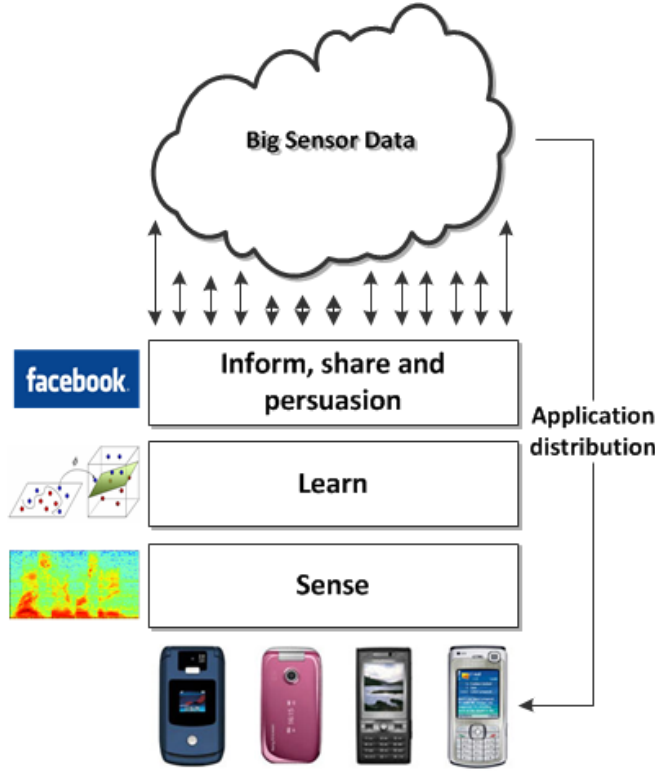 Big Sensor Data
facebook.
Inform, share and
persuasion
Application
distribution
Learn
ϕ
Sense